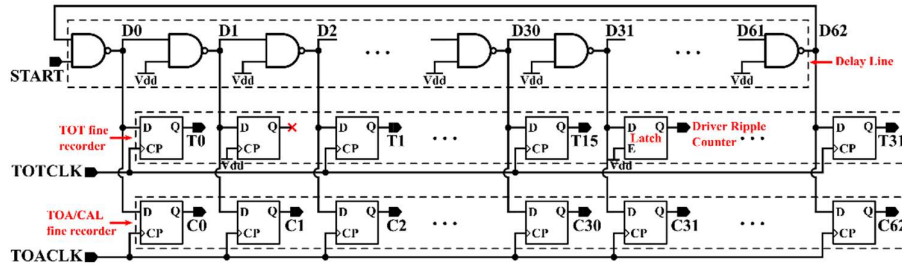 D0 D1 D2 D30 D31 D61 D62
START Vdd Vdd Vdd Vdd Vdd Delay Line
TOT fine recorder
D Q CP T0
D Q CP Vdd
D Q CP T1
D Q CP T15
D Q Latch E Vdd
Driver Ripple Counter
D Q CP T31
TOTCLK
TOA/CAL fine recorder
D Q CP C0
D Q CP C1
D Q CP C2
D Q CP C30
D Q CP C31
D Q CP C62
TOACLK